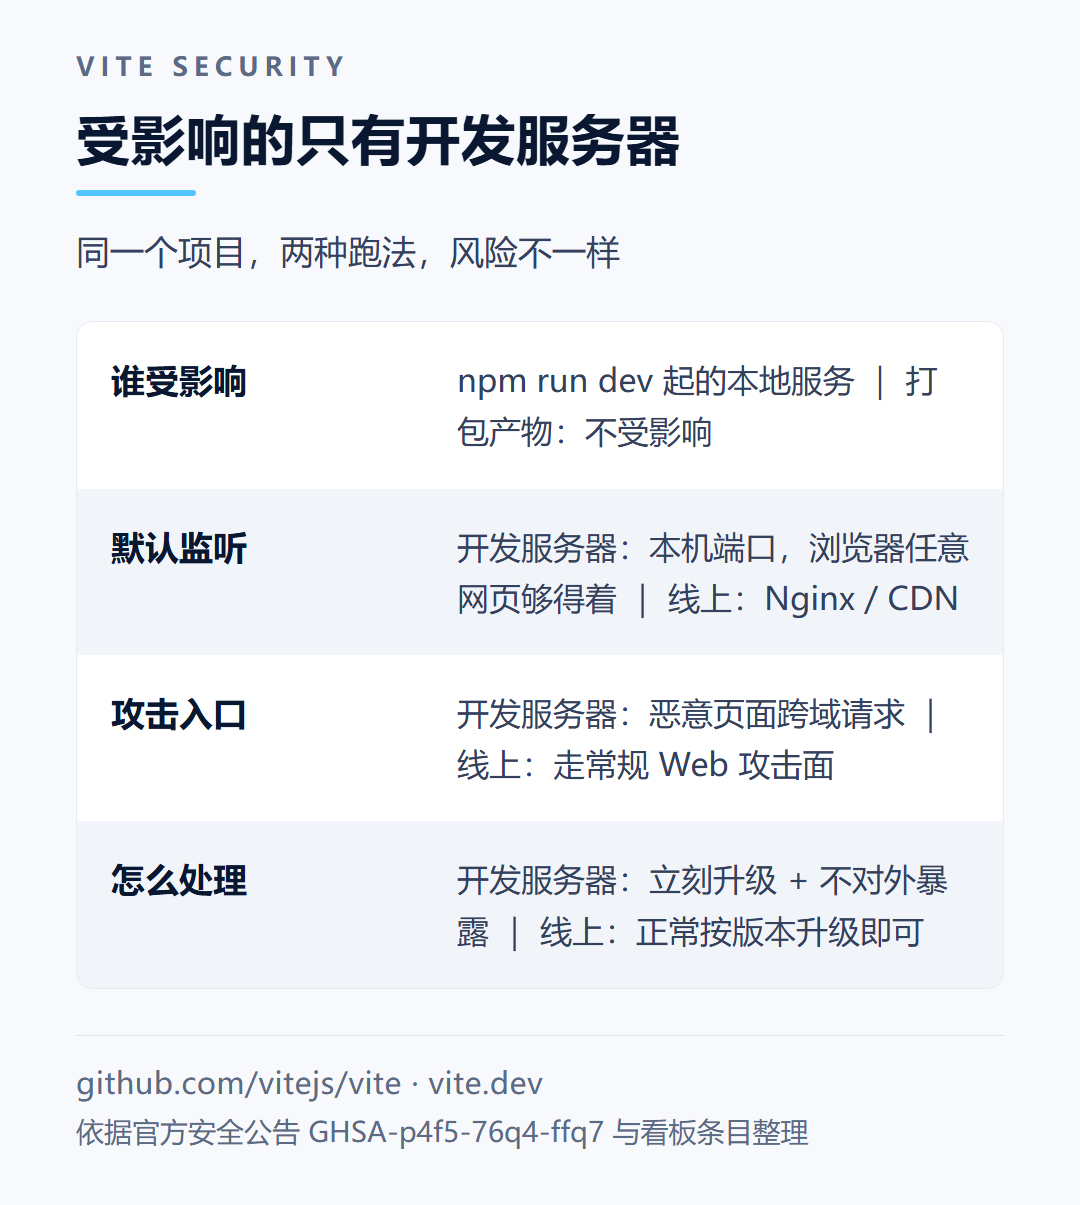 VITE SECURITY
受影响的只有开发服务器
同一个项目，两种跑法，风险不一样
谁受影响
npm run dev 起的本地服务 ｜ 打
包产物：不受影响
默认监听
开发服务器：本机端口，浏览器任意
网页够得着 ｜ 线上：Nginx / CDN
攻击入口
开发服务器：恶意页面跨域请求 ｜
线上：走常规 Web 攻击面
怎么处理
开发服务器：立刻升级 + 不对外暴
露 ｜ 线上：正常按版本升级即可
github.com/vitejs/vite · vite.dev
依据官方安全公告 GHSA-p4f5-76q4-ffq7 与看板条目整理